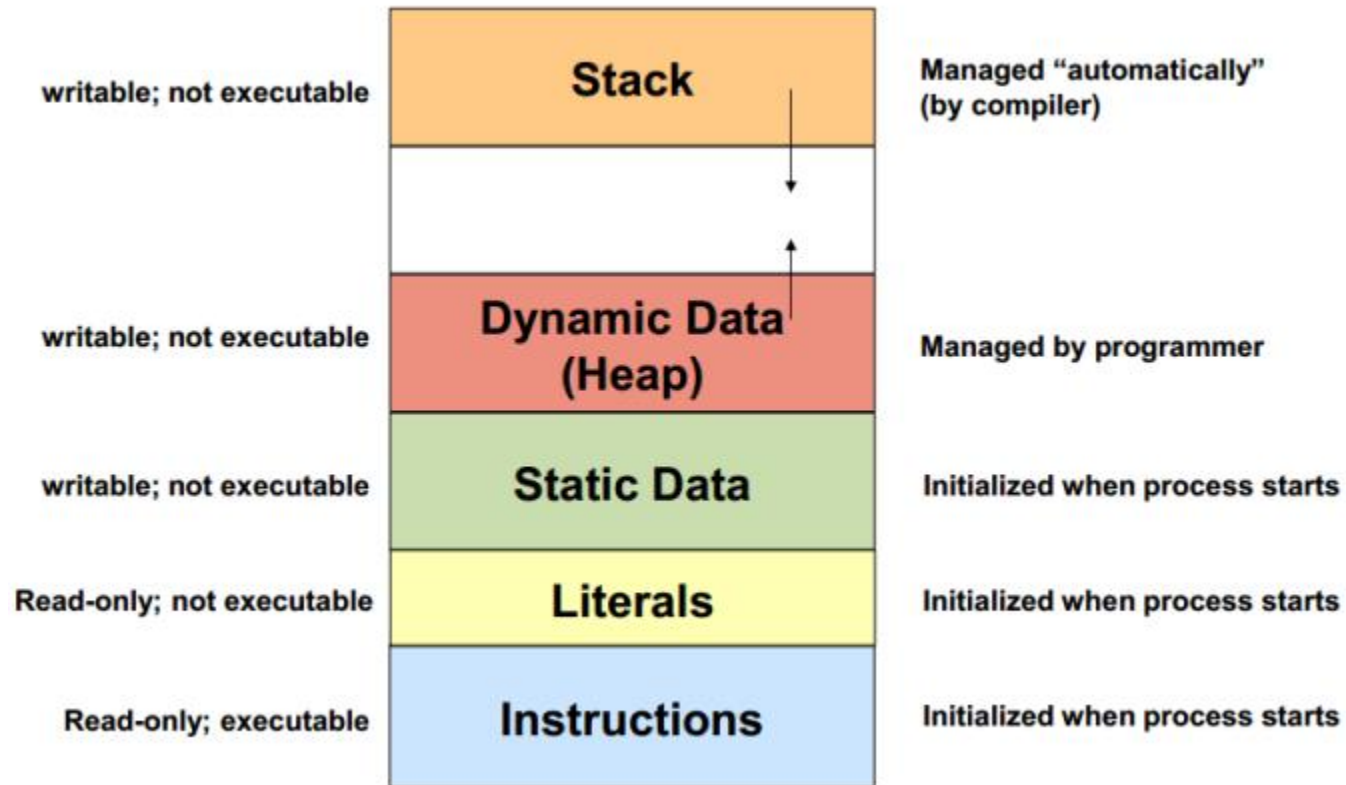 writable; not executable
Stack
Managed “automatically”
(by compiler)
writable; not executable
Dynamic Data
(Heap)
Managed by programmer
writable; not executable
Static Data
Initialized when process starts
Read-only; not executable
Literals
Initialized when process starts
Read-only; executable
Instructions
Initialized when process starts